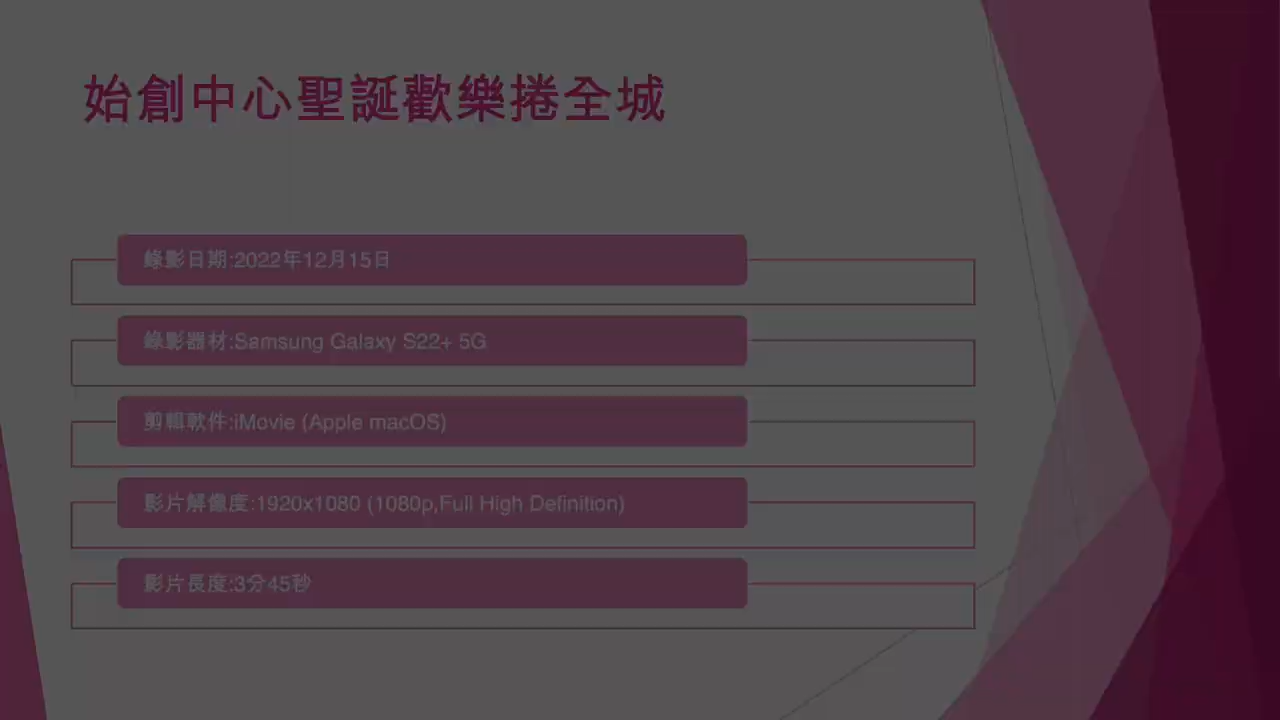 始創中心聖誕歡樂捲全城
錄影日期:2022年12月15日
錄影器材:Samsung Galaxy S22+ 5G
剪輯軟件:iMovie (Apple macOS)
影片解像度:1920x1080 (1080p,Full High Definition)
影片長度:3分45秒